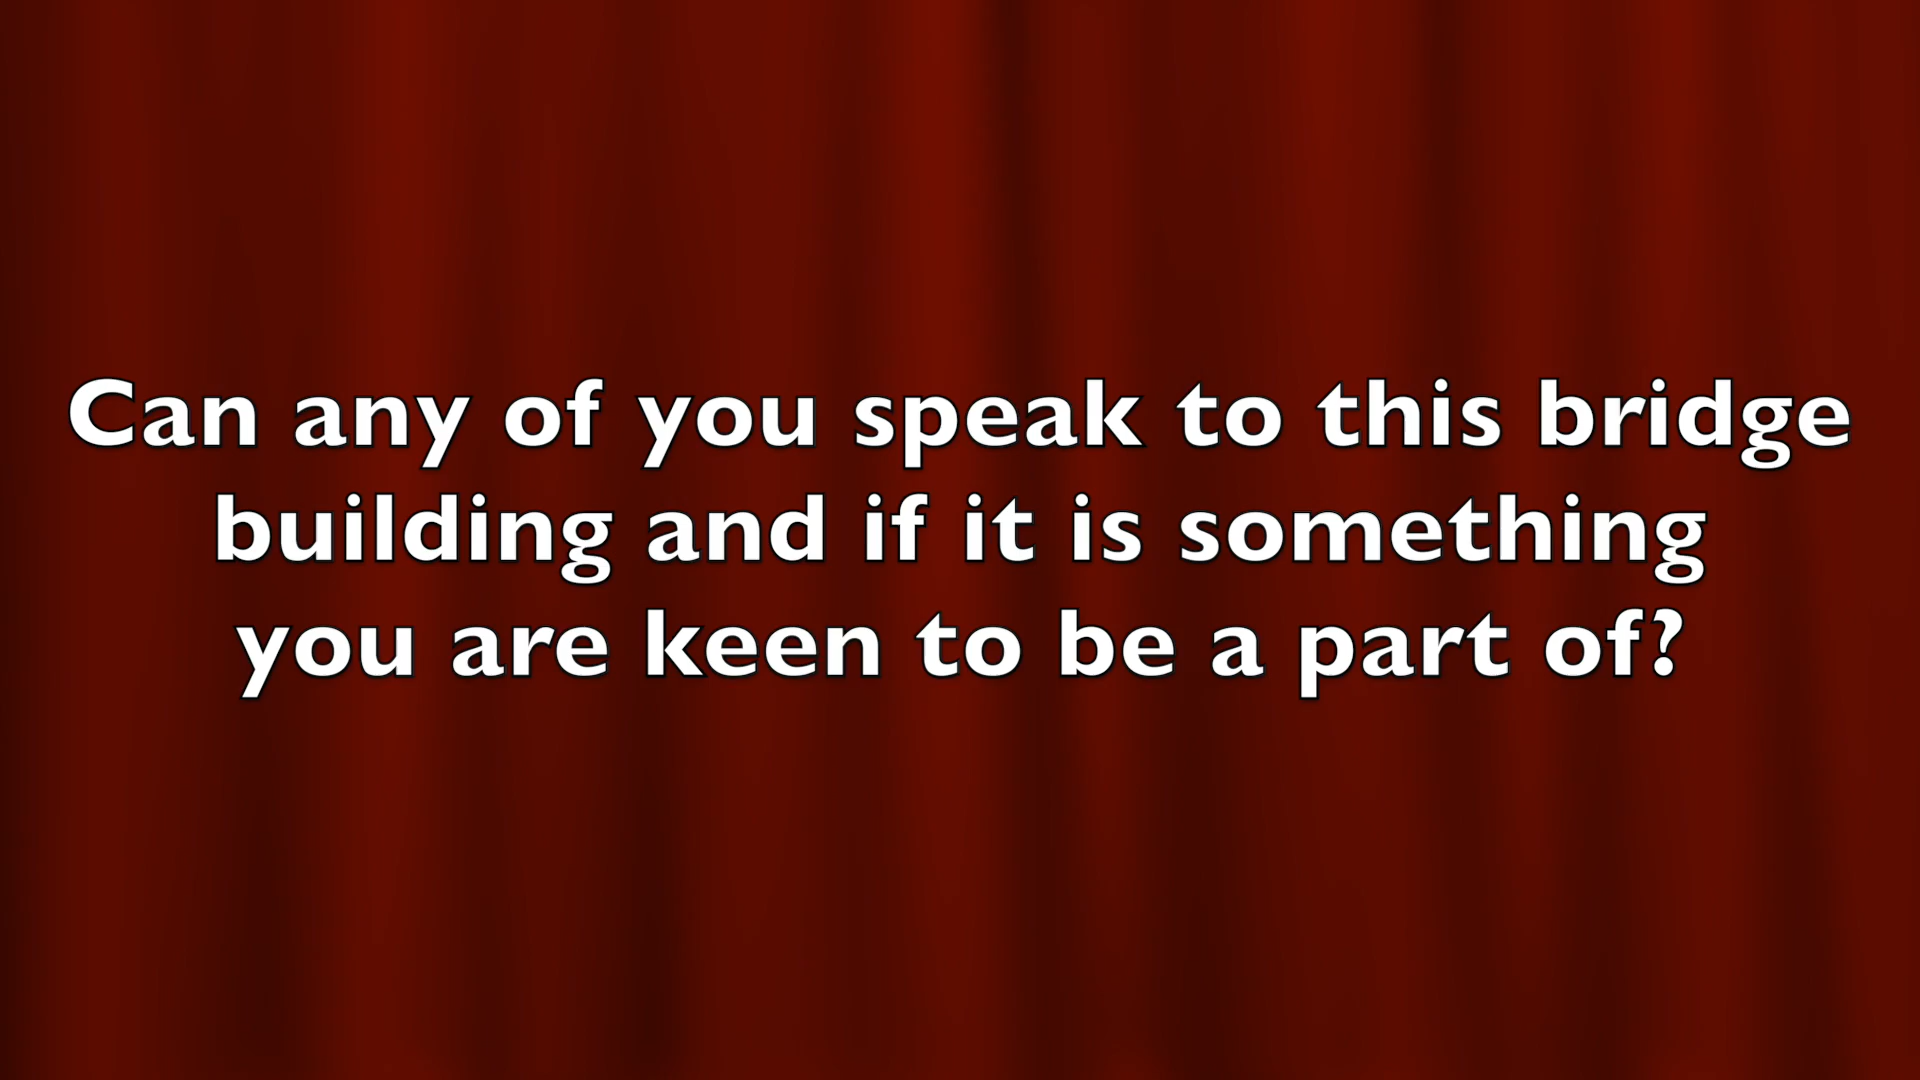 Can any of you speak to this bridge
building and if it is something
you are keen to be a part of?